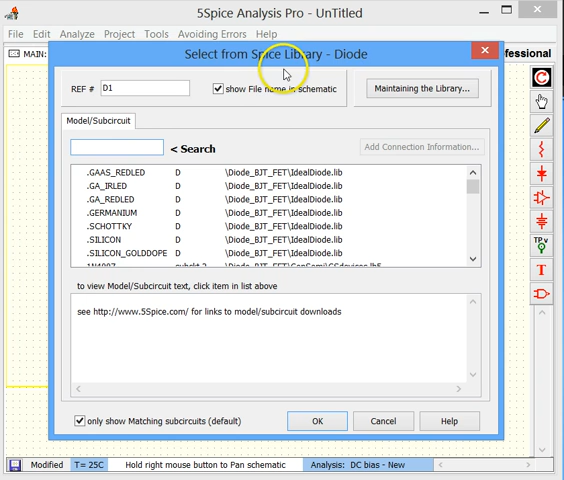 5Spice Analysis Pro - UnTitled
File Edit Analyze Project Tools Avoiding Errors Help
MAIN:
fessional
Select from Spice Library - Diode
REF # D1 show File name in schematic Maintaining the Library...
Model/Subcircuit
< Search Add Connection Information...
.GAAS_REDLED D \Diode_BJT_FET\IdealDiode.lib
.GA_IRLED D \Diode_BJT_FET\IdealDiode.lib
.GA_REDLED D \Diode_BJT_FET\IdealDiode.lib
.GERMANIUM D \Diode_BJT_FET\IdealDiode.lib
.SCHOTTKY D \Diode_BJT_FET\IdealDiode.lib
.SILICON D \Diode_BJT_FET\IdealDiode.lib
.SILICON_GOLDDOPE D \Diode_BJT_FET\IdealDiode.lib
to view Model/Subcircuit text, click item in list above
see http://www.5Spice.com/ for links to model/subcircuit downloads
only show Matching subcircuits (default) OK Cancel Help
C
TP v
T
Modified T= 25C Hold right mouse button to Pan schematic Analysis: DC bias - New